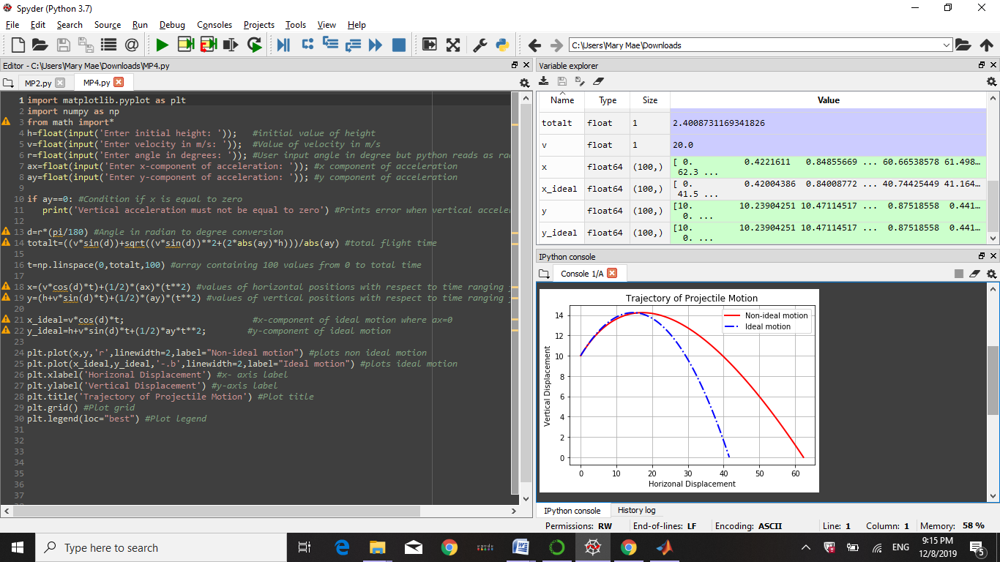 Spyder (Python 3.7)
File Edit Search Source Run Debug Consoles Projects Tools View Help
C:\Users\Mary Mae\Downloads
Editor - C:\Users\Mary Mae\Downloads\MP4.py
MP2.py MP4.py
1 import matplotlib.pyplot as plt
2 import numpy as np
3 from math import*
4 h=float(input('Enter initial height: ')); #initial value of height
5 v=float(input('Enter velocity in m/s: ')); #Value of velocity in m/s
6 r=float(input('Enter angle in degrees: ')); #User input angle in degree but python reads as ra
7 ax=float(input('Enter x-component of acceleration: ')); #x component of acceleration
8 ay=float(input('Enter y-component of acceleration: ')); #y component of acceleration
9
10 if ay==0: #Condition if x is equal to zero
11 print('Vertical acceleration must not be equal to zero') #Prints error when vertical accele
12
13 d=r*(pi/180) #Angle in radian to degree conversion
14 totalt=((v*sin(d))+sqrt((v*sin(d))**2+(2*abs(ay)*h)))/abs(ay) #total flight time
15
16 t=np.linspace(0,totalt,100) #array containing 100 values from 0 to total time
17
18 x=(v*cos(d)*t)+(1/2)*(ax)*(t**2) #values of horizontal positions with respect to time ranging
19 y=(h+v*sin(d)*t)+(1/2)*(ay)*(t**2) #values of vertical positions with respect to time ranging
20
21 x_ideal=v*cos(d)*t; #x-component of ideal motion where ax=0
22 y_ideal=h+v*sin(d)*t+(1/2)*ay*t**2; #y-component of ideal motion
23
24 plt.plot(x,y,'r',linewidth=2,label="Non-ideal motion") #plots non ideal motion
25 plt.plot(x_ideal,y_ideal,'-.b',linewidth=2,label="Ideal motion") #plots ideal motion
26 plt.xlabel('Horizonal Displacement') #x- axis label
27 plt.ylabel('Vertical Displacement') #y-axis label
28 plt.title('Trajectory of Projectile Motion') #Plot title
29 plt.grid() #Plot grid
30 plt.legend(loc="best") #Plot legend
31
32
33
34
35
36
37
Variable explorer
Name Type Size Value
totalt float 1 2.4008731169341826
v float 1 20.0
x float64 (100,) [ 0. 0.4221611 0.84855669 ... 60.66538578 61.498…
62.3 ...
x_ideal float64 (100,) [ 0. 0.42004386 0.84008772 ... 40.74425449 41.164…
41.5 ...
y float64 (100,) [10. 10.23904251 10.47114517 0.87518558 0.441…
0. ...
y_ideal float64 (100,) [10. 10.23904251 10.47114517 0.87518558 0.441…
0. ...
IPython console
Console 1/A
Trajectory of Projectile Motion
Non-ideal motion
Ideal motion
14
12
10
8
6
4
2
0
Vertical Displacement
0 10 20 30 40 50 60
Horizonal Displacement
IPython console History log
Permissions: RW End-of-lines: LF Encoding: ASCII Line: 1 Column: 1 Memory: 58 %
Type here to search
ENG
9:15 PM
12/8/2019
5